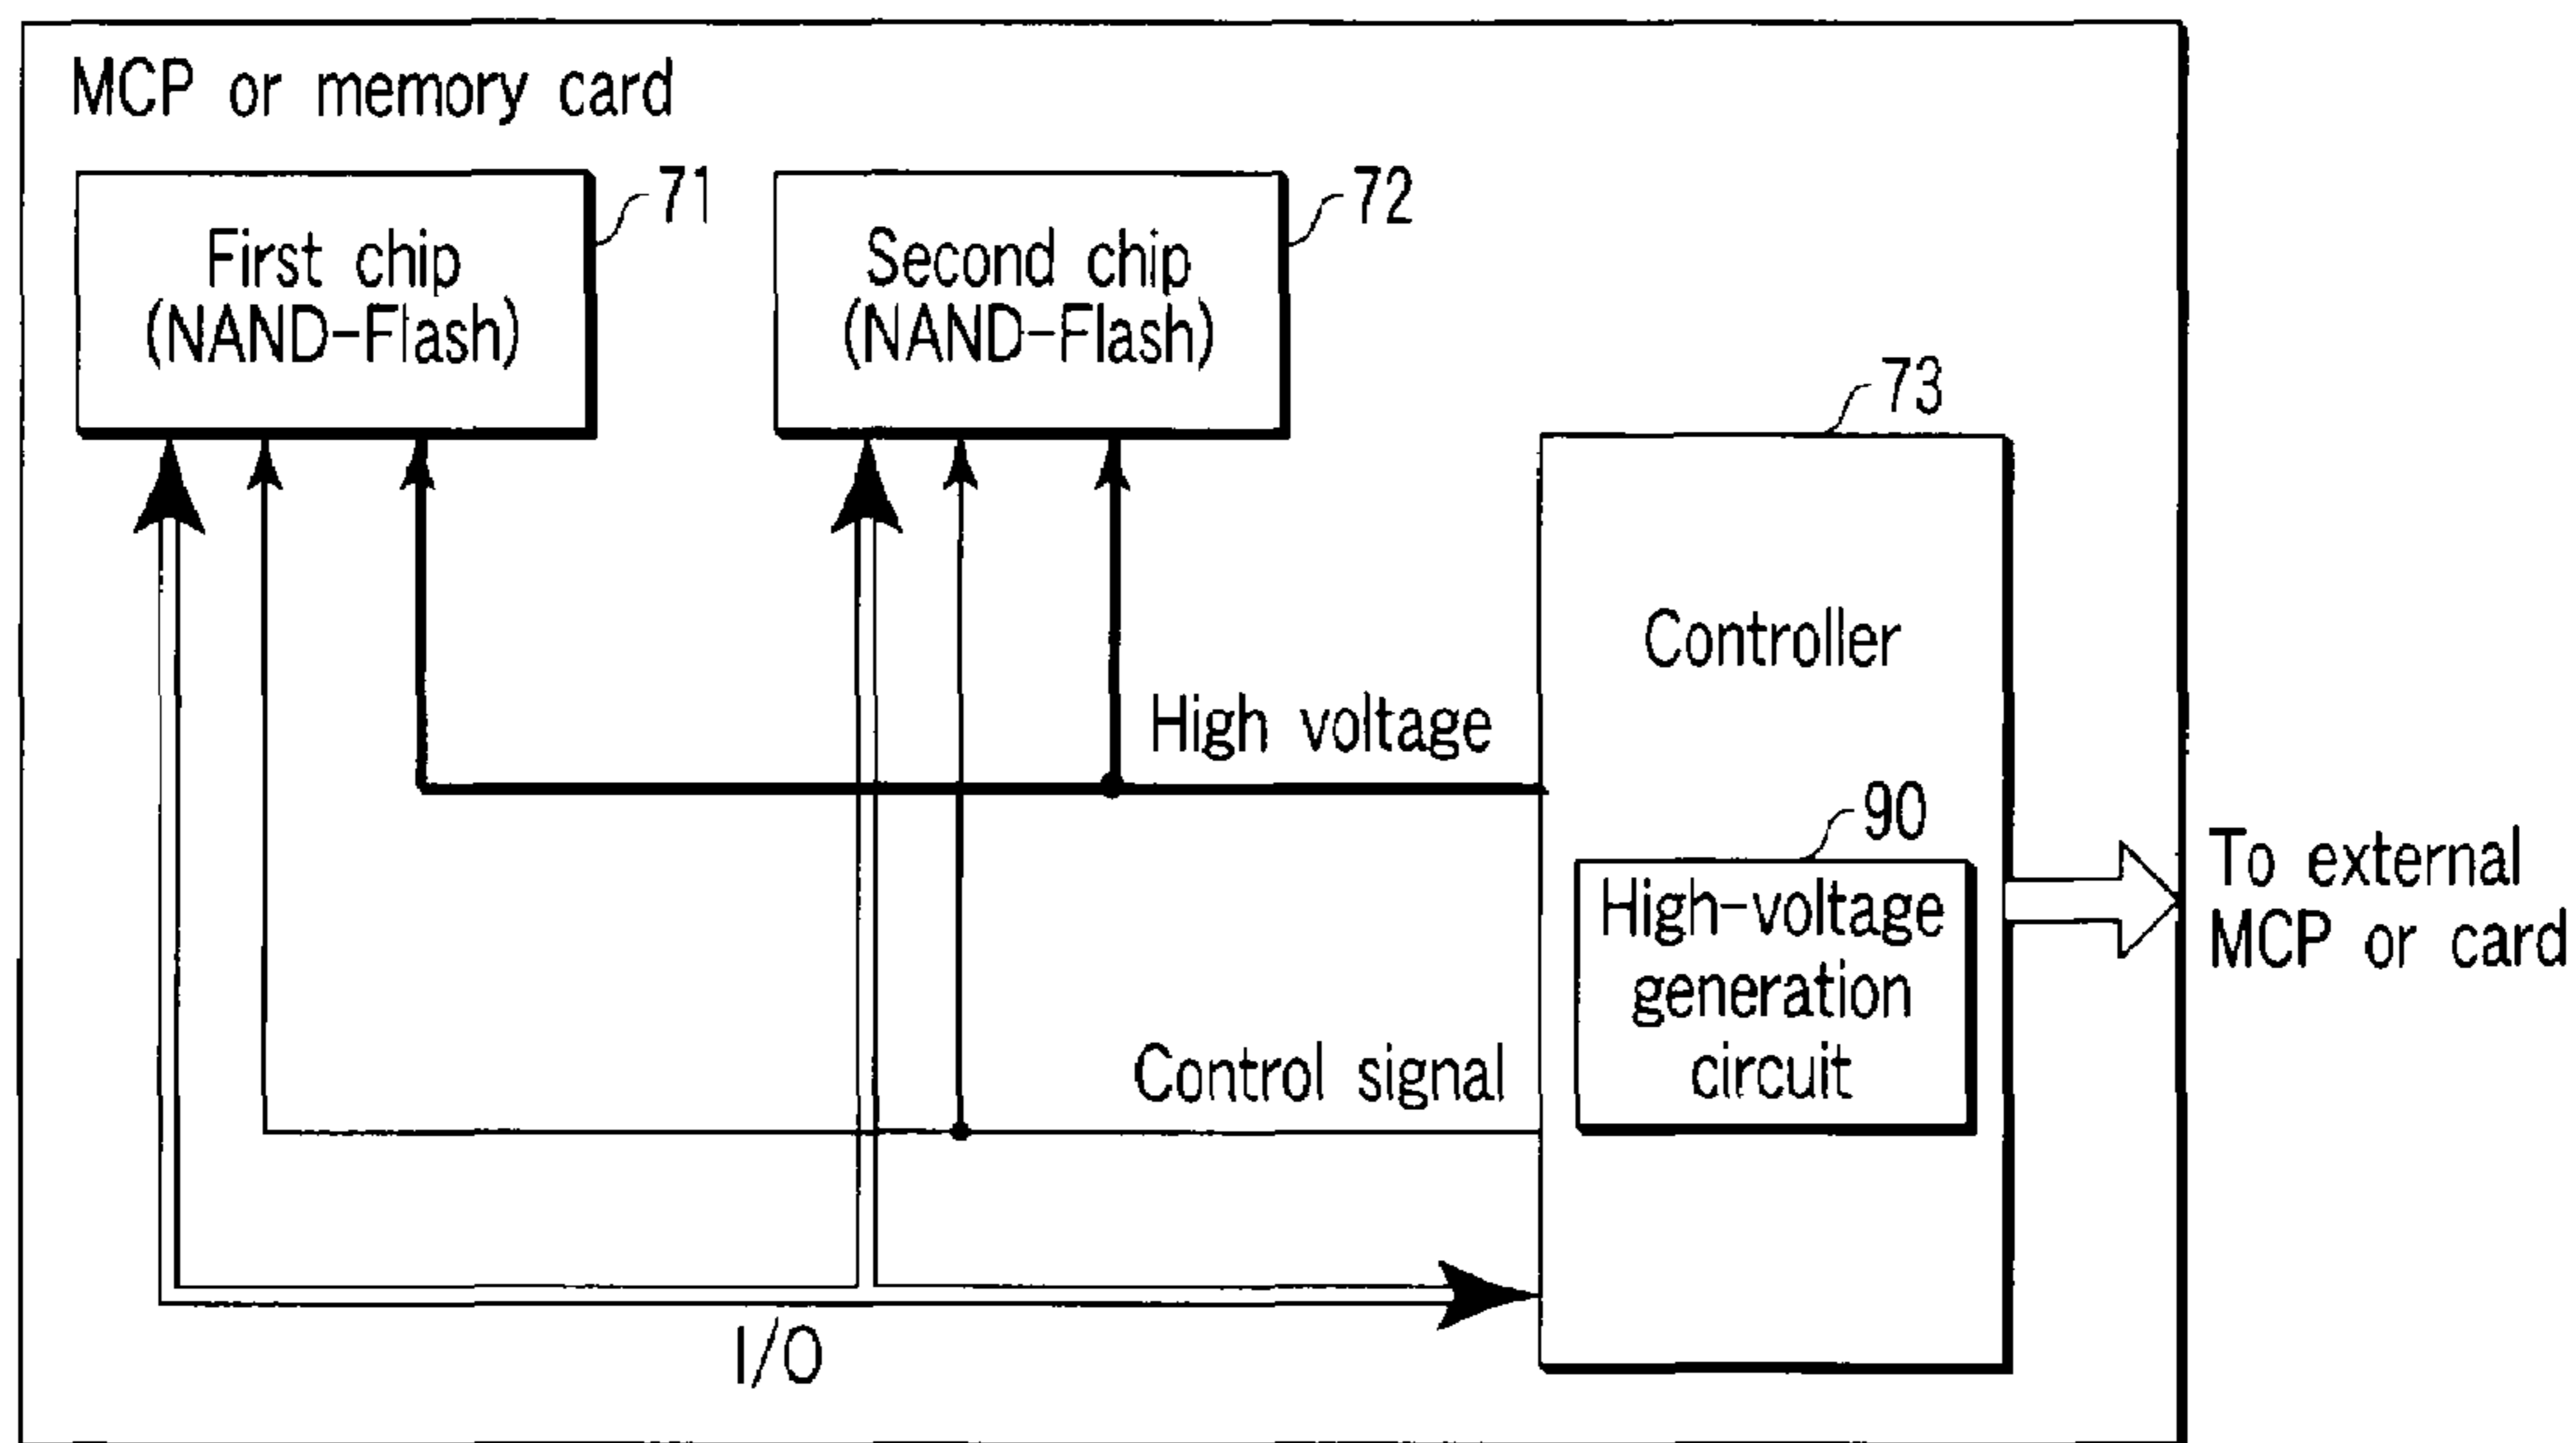 MCP or memory card
71
First chip
(NAND-Flash)
72
Second chip
(NAND-Flash)
73
Controller
High voltage
90
High-voltage
generation
circuit
To external
MCP or card
Control signal
I/O